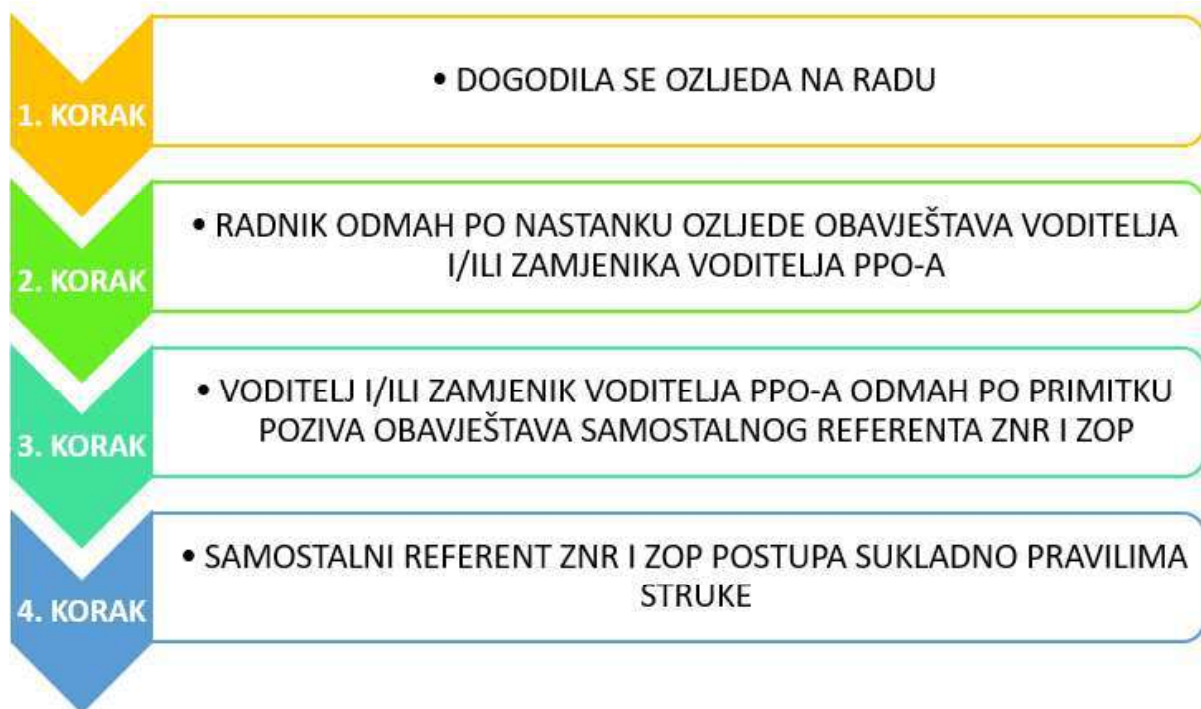 1. KORAK
• DOGODILA SE OZLJEDA NA RADU
2. KORAK
• RADNIK ODMAH PO NASTANKU OZLJEDE OBAVJEŠTAVA VODITELJA
I/ILI ZAMJENIKA VODITELJA PPO-A
3. KORAK
• VODITELJ I/ILI ZAMJENIK VODITELJA PPO-A ODMAH PO PRIMITKU
POZIVA OBAVJEŠTAVA SAMOSTALNOG REFERENTA ZNR I ZOP
4. KORAK
• SAMOSTALNI REFERENT ZNR I ZOP POSTUPA SUKLADNO PRAVILIMA
STRUKE